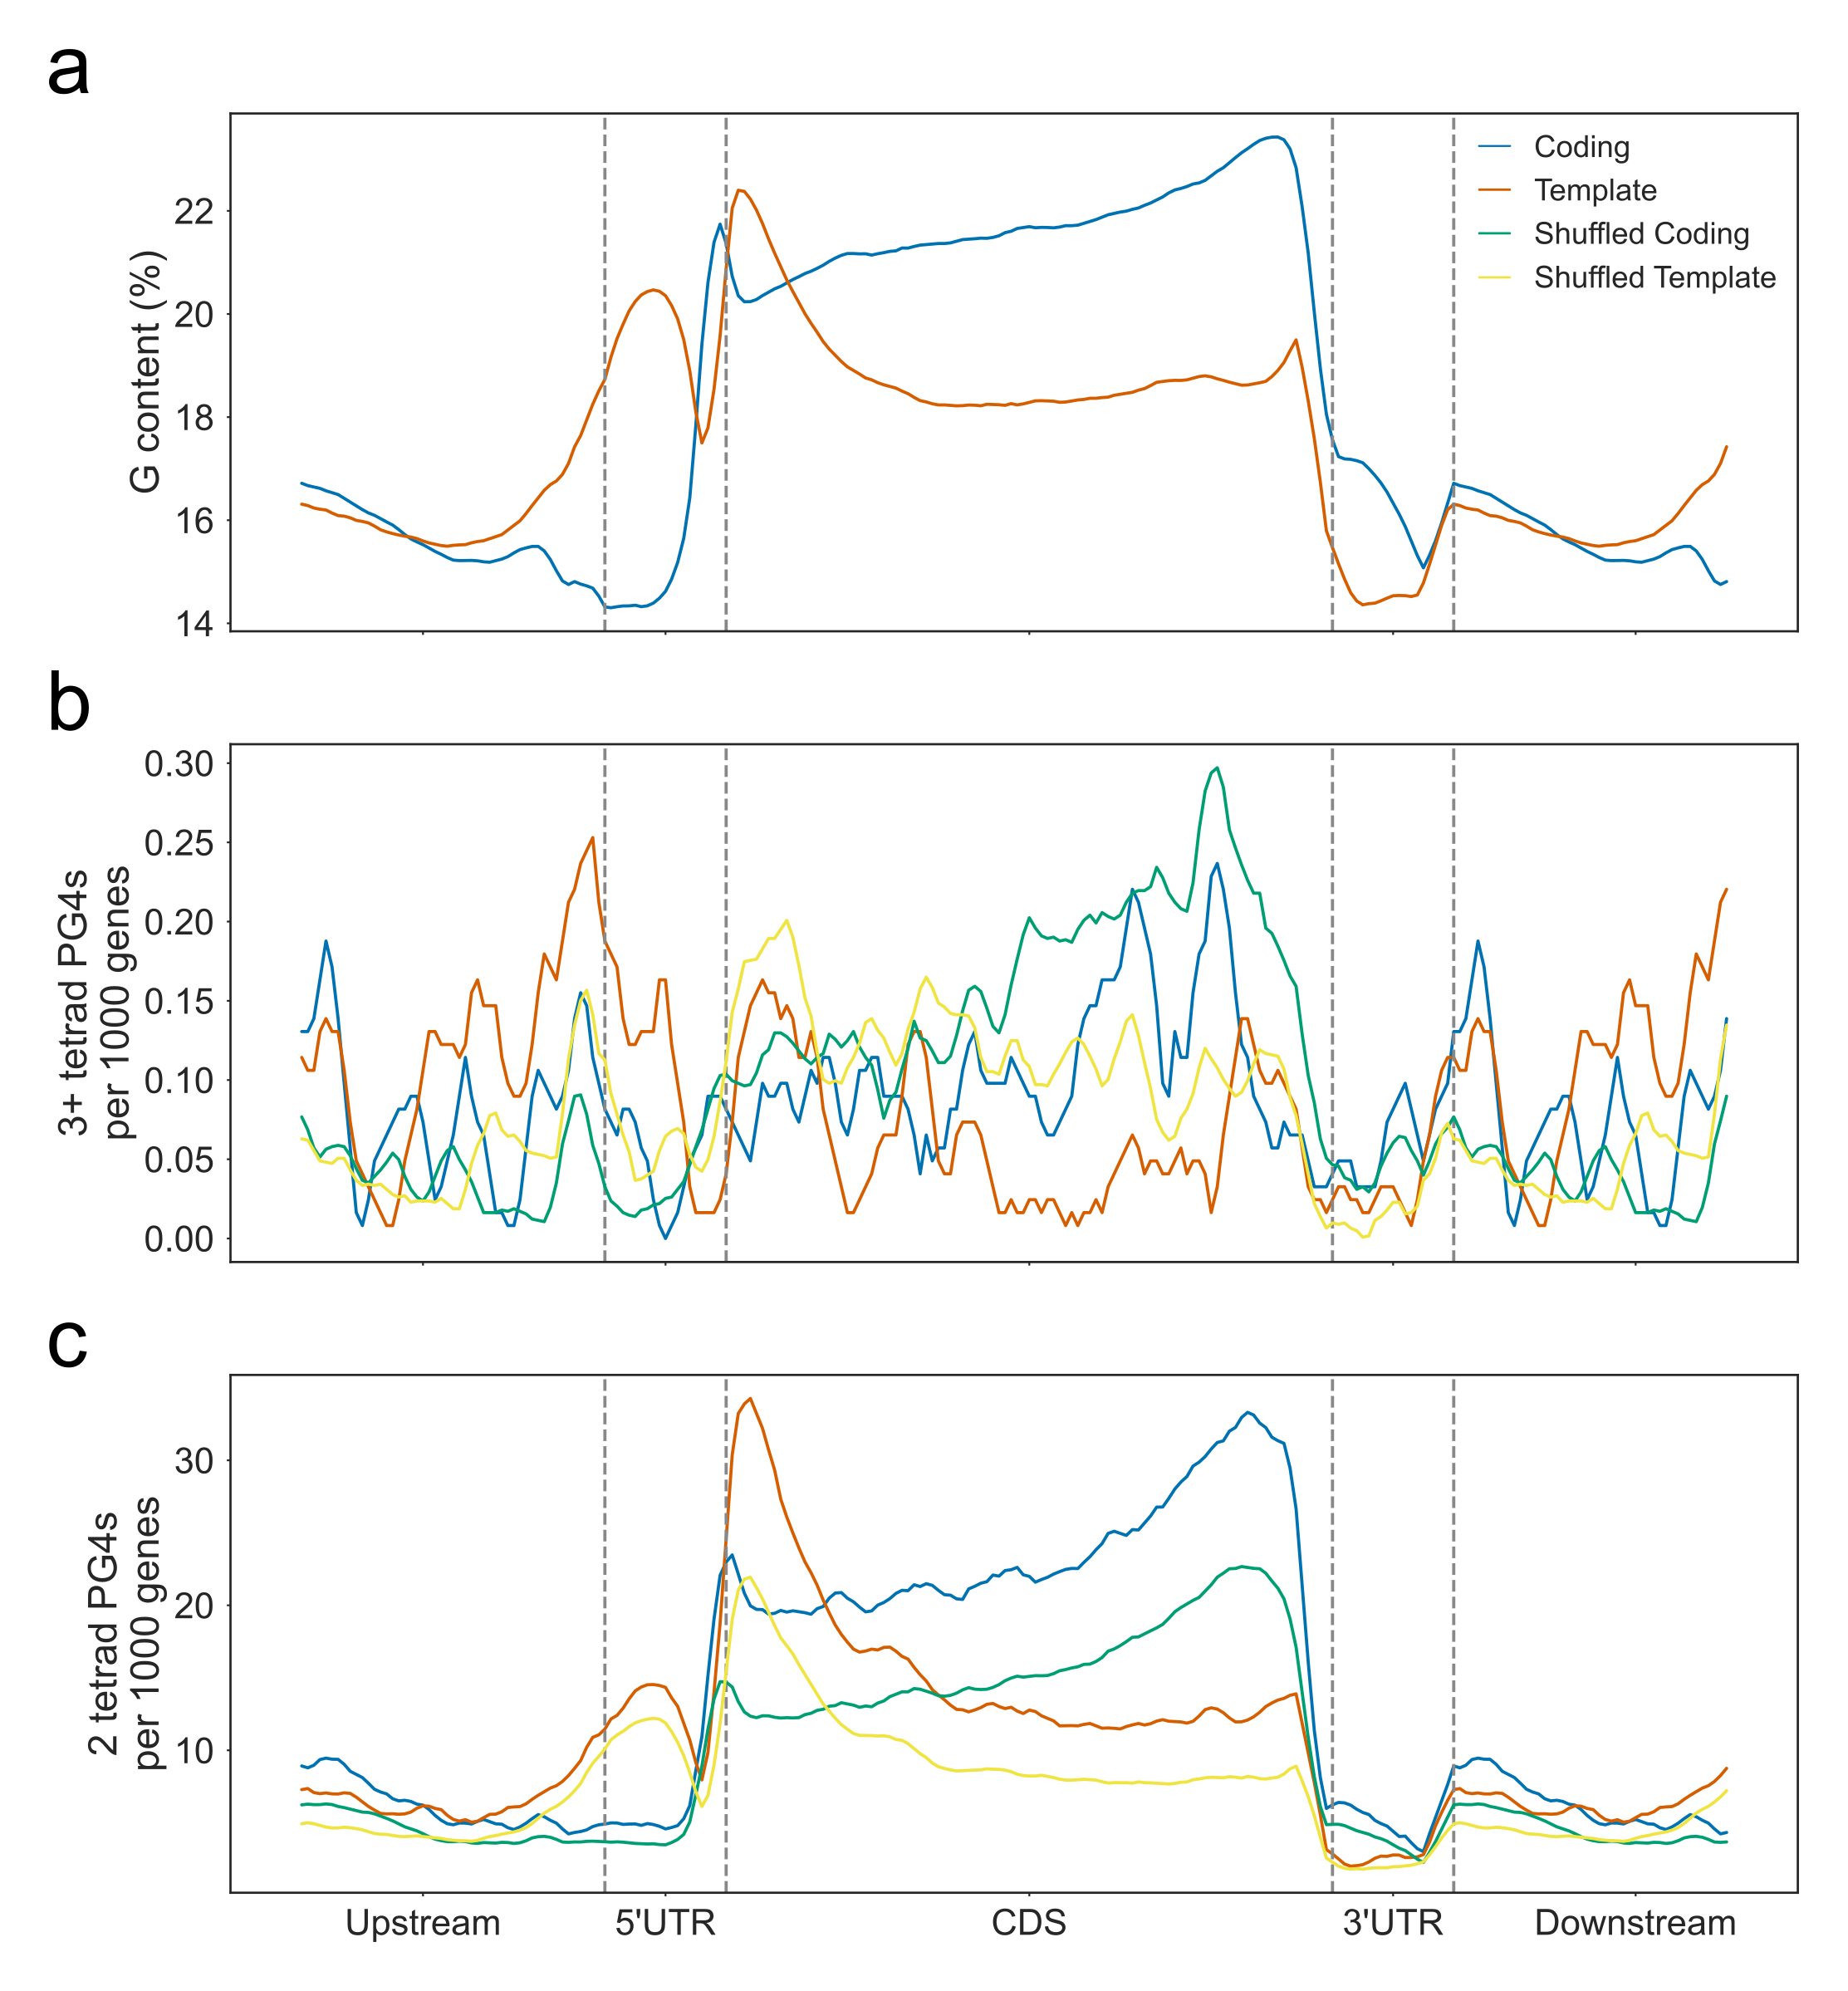 a
G content (%)
22
20
18
16
14
Coding
Template
Shuffled Coding
Shuffled Template
b
3+ tetrad PG4s
per 1000 genes
0.30
0.25
0.20
0.15
0.10
0.05
0.00
c
2 tetrad PG4s
per 1000 genes
30
20
10
Upstream
5'UTR
CDS
3'UTR
Downstream